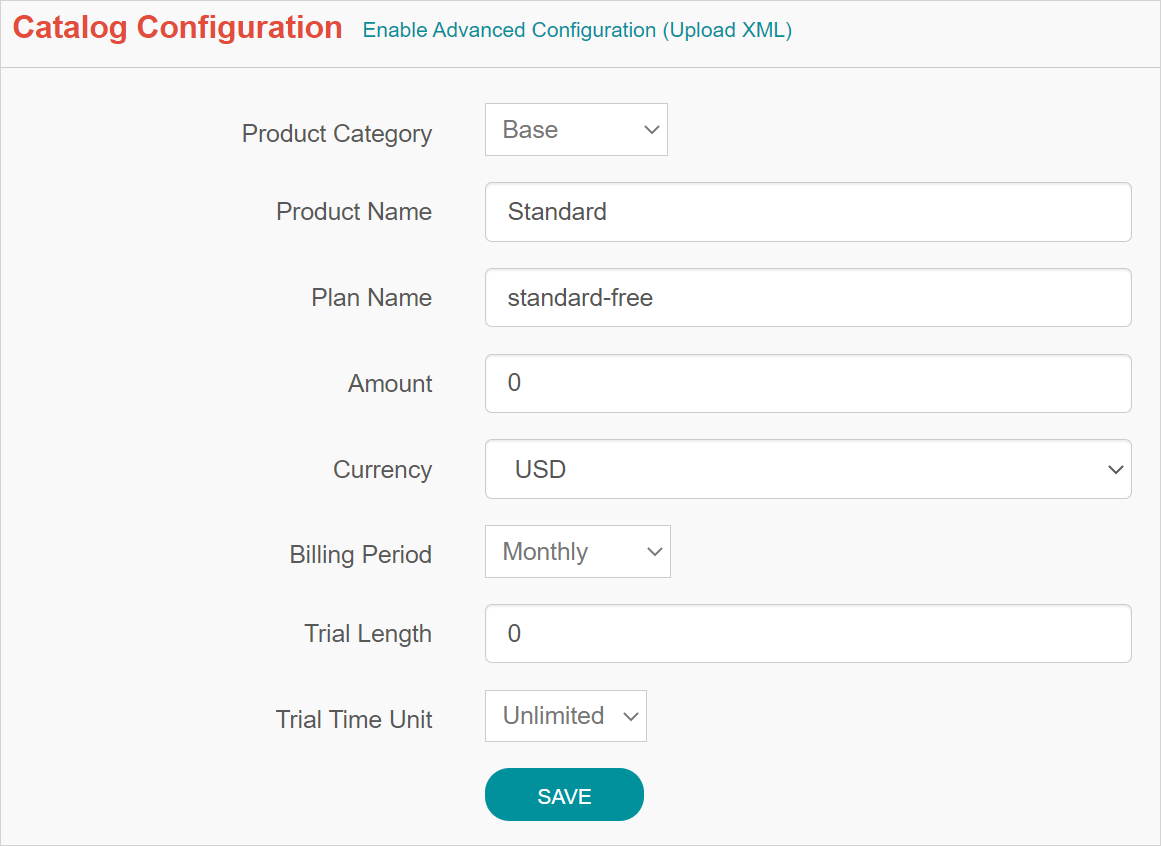 Catalog Configuration Enable Advanced Configuration (Upload XML)
Product Category Base
Product Name Standard
Plan Name standard-free
Amount 0
Currency USD
Billing Period Monthly
Trial Length 0
Trial Time Unit Unlimited
SAVE